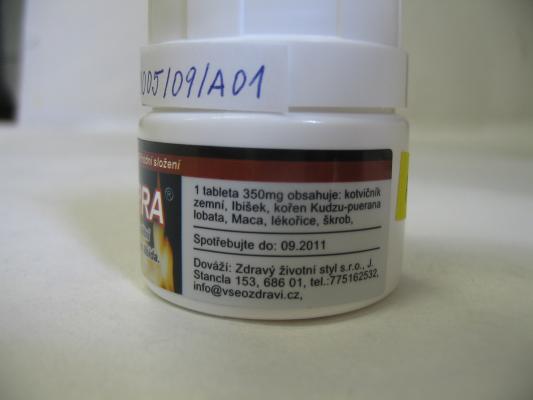 005/09/A01
složení
RA®
1 tableta 350mg obsahuje: kotvičník
zemní, Ibišek, kořen Kudzu-puerana
lobata, Maca, lékořice, škrob,
Spotřebujte do: 09.2011
Dováží: Zdravý životní styl s.r.o., J.
Stancla 153, 686 01, tel.:775162532,
info@vseozdravi.cz,